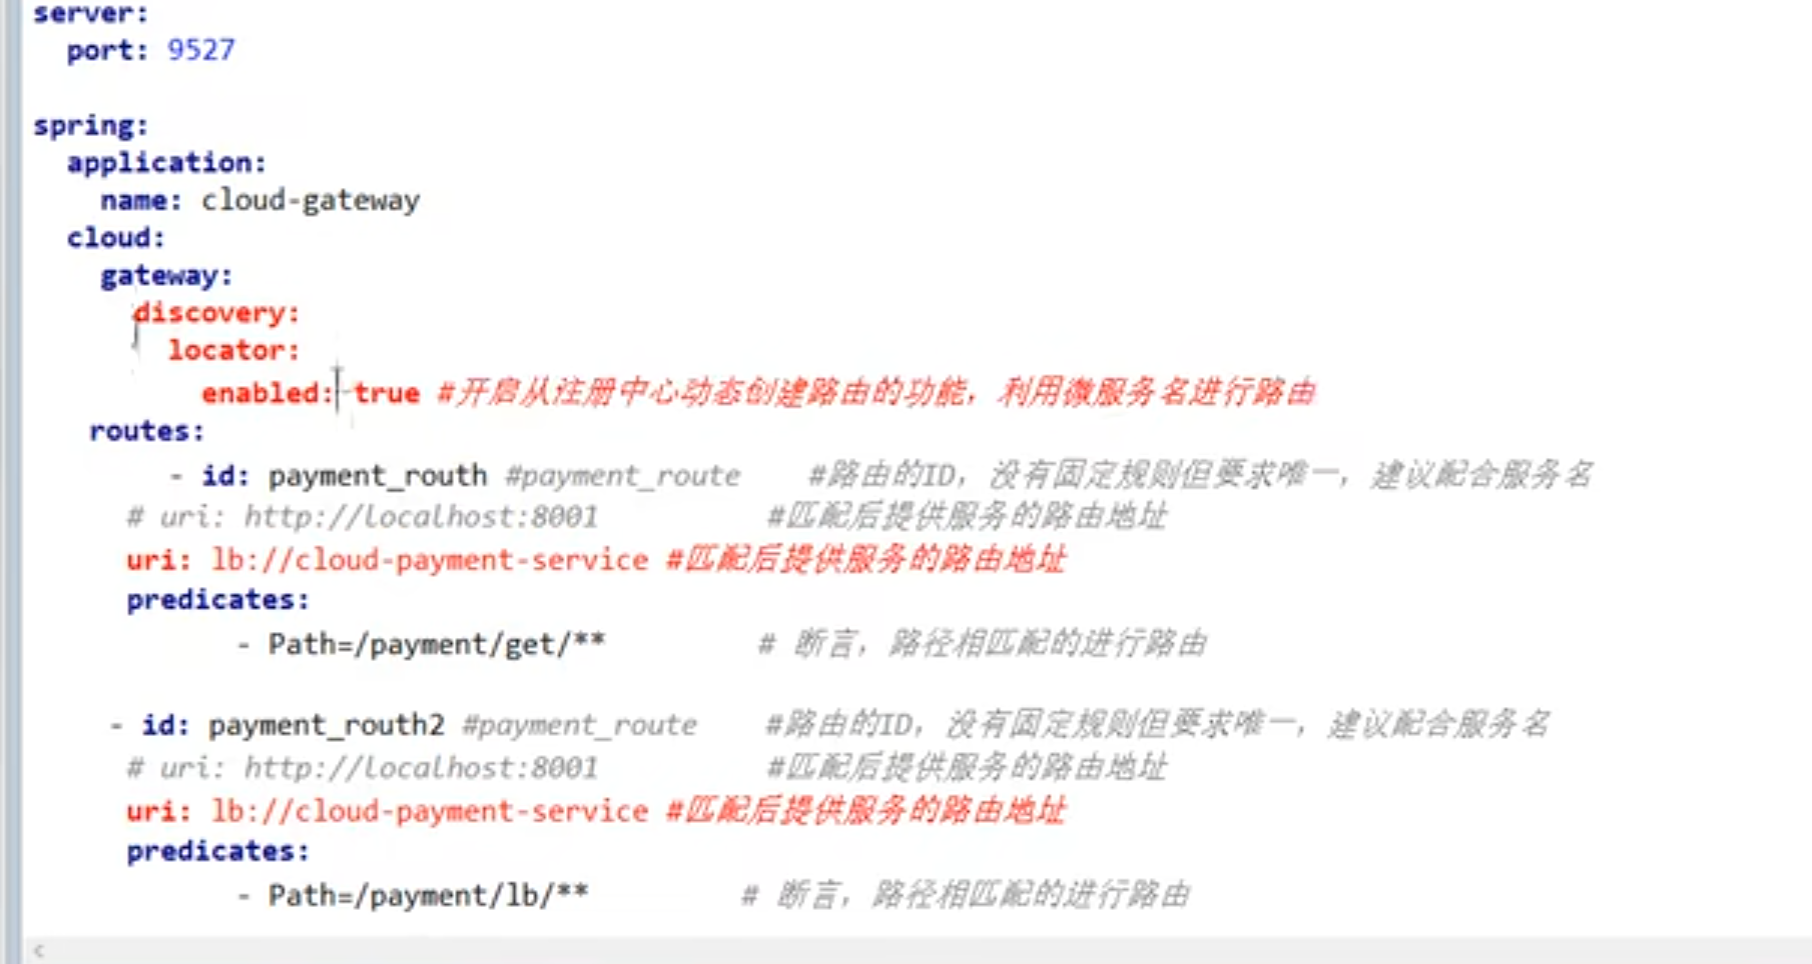 server:
port: 9527
spring:
application:
name: cloud-gateway
cloud:
gateway:
discovery:
locator:
enabled: true #开启从注册中心动态创建路由的功能，利用微服务名进行路由
routes:
- id: payment_routh #payment_route #路由的ID，没有固定规则但要求唯一，建议配合服务名
# uri: http://localhost:8001 #匹配后提供服务的路由地址
uri: lb://cloud-payment-service #匹配后提供服务的路由地址
predicates:
- Path=/payment/get/** # 断言，路径相匹配的进行路由
- id: payment_routh2 #payment_route #路由的ID，没有固定规则但要求唯一，建议配合服务名
# uri: http://localhost:8001 #匹配后提供服务的路由地址
uri: lb://cloud-payment-service #匹配后提供服务的路由地址
predicates:
- Path=/payment/lb/** # 断言，路径相匹配的进行路由